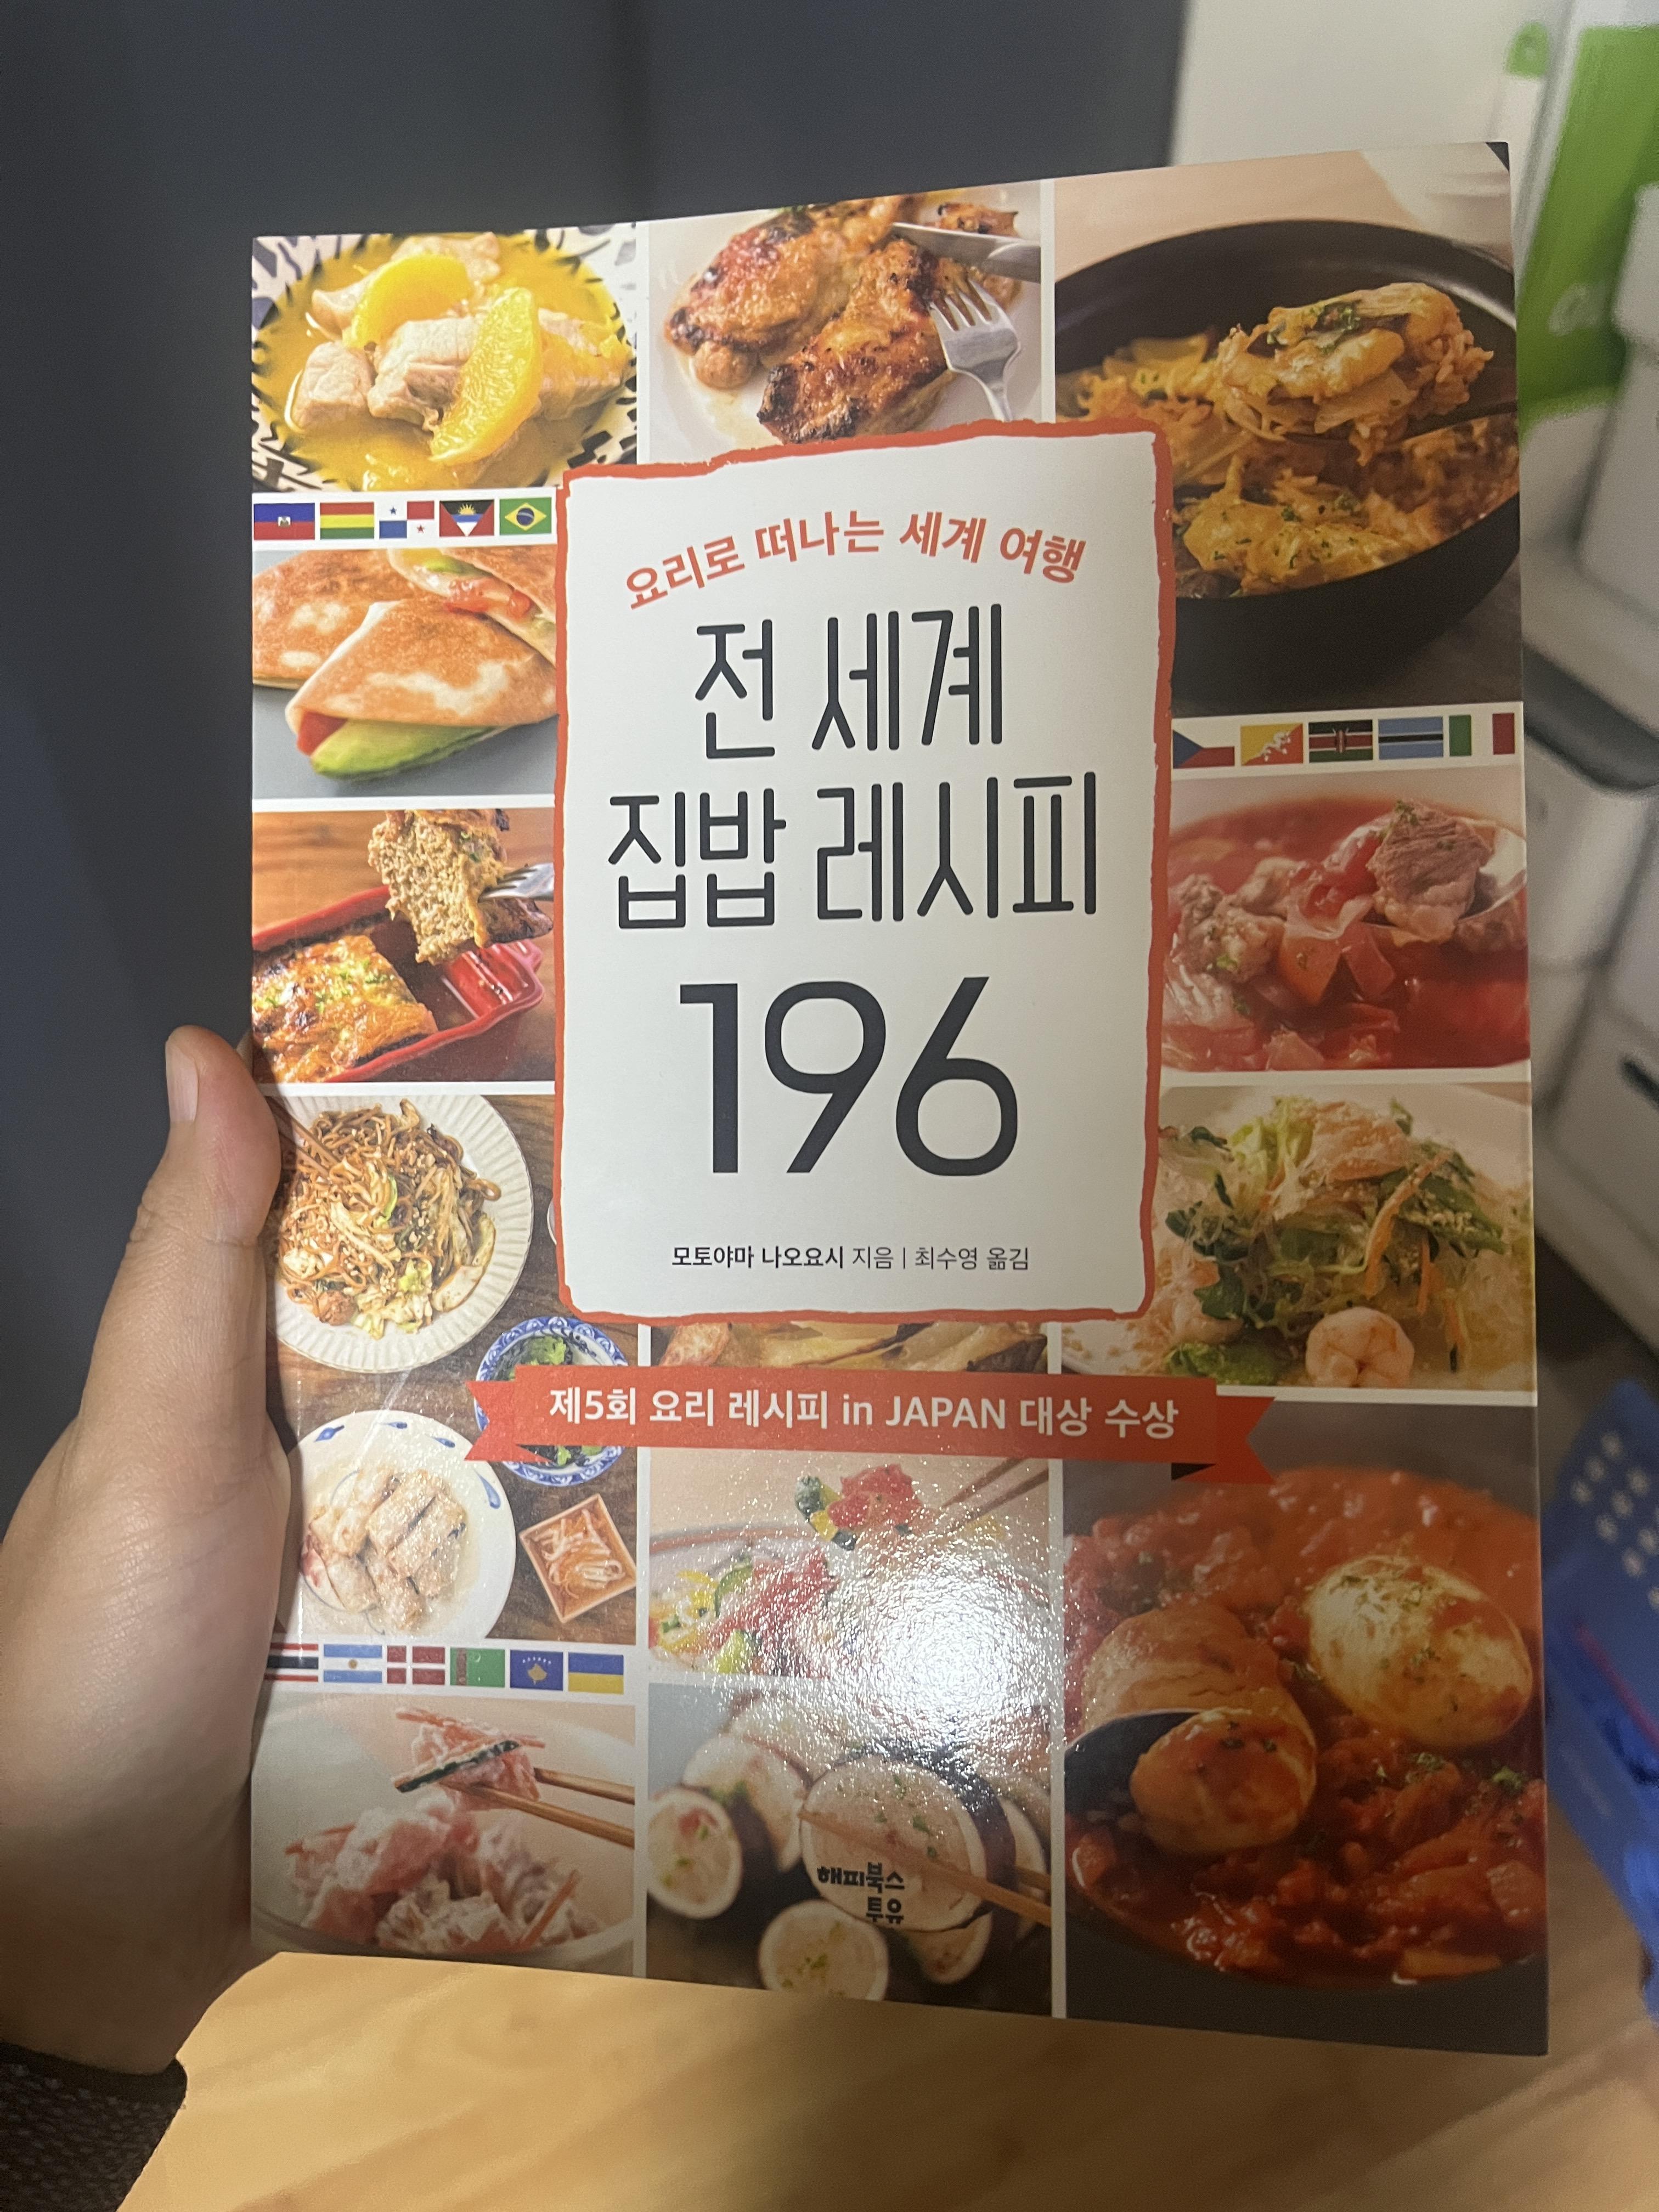 요리로 떠나는 세계 여행
전 세계
집밥 레시피
196
모토야마 나오요시 지음 | 최수영 옮김
제5회 요리 레시피 in JAPAN 대상 수상
해피북스
투유